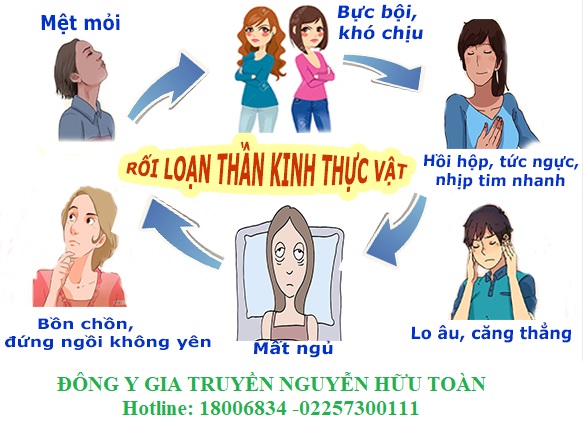 Mệt mỏi
Bực bội,
khó chịu
RỐI LOẠN THẦN KINH THỰC VẬT
Hồi hộp, tức ngực,
nhịp tim nhanh
Bồn chồn,
đứng ngồi không yên
Mất ngủ
Lo âu, căng thẳng
ĐÔNG Y GIA TRUYỀN NGUYỄN HỮU TOÀN
Hotline: 18006834 -02257300111